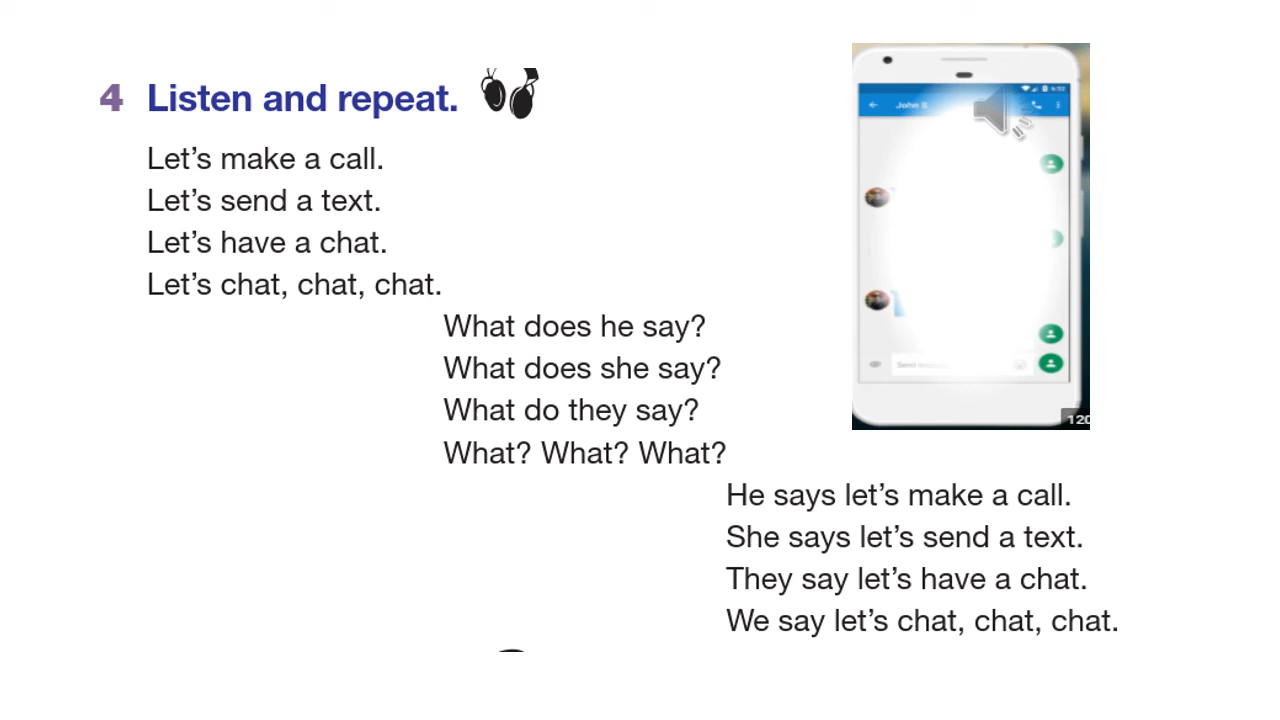 4 Listen and repeat.
Let's make a call.
Let's send a text.
Let's have a chat.
Let's chat, chat, chat.
What does he say?
What does she say?
What do they say?
What? What? What?
He says let's make a call.
She says let's send a text.
They say let's have a chat.
We say let's chat, chat, chat.
John S
120